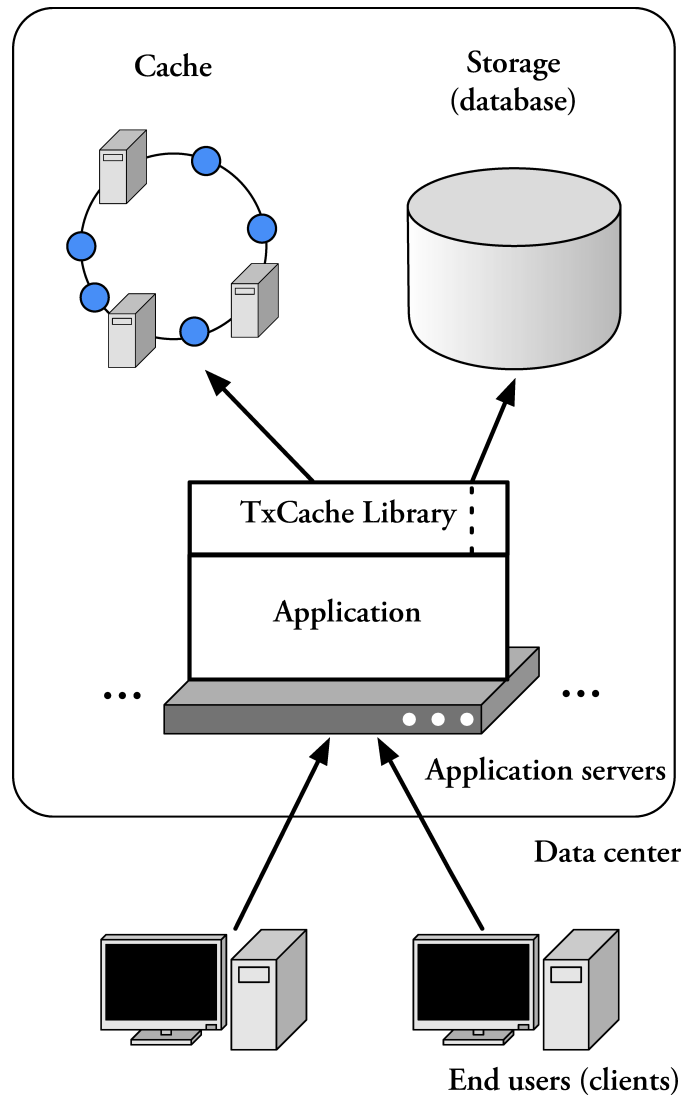 Cache
Storage
(database)
TxCache Library
Application
...
...
Application servers
Data center
End users (clients)